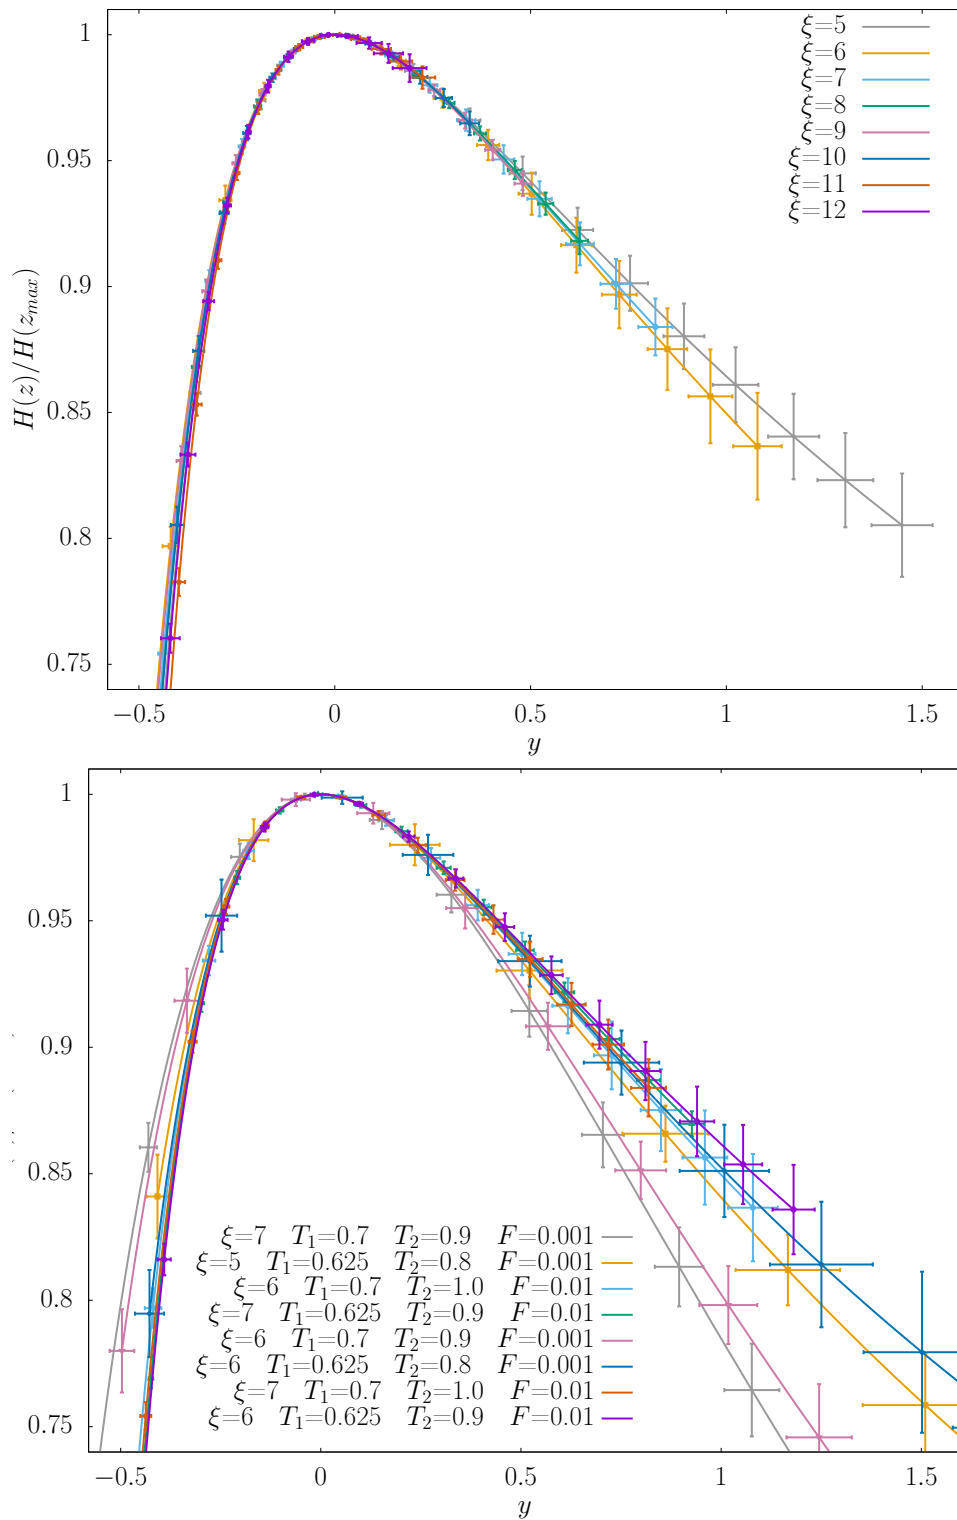 1
0.95
0.9
0.85
0.8
0.75
H(z)/H(z_max)
ξ=5
ξ=6
ξ=7
ξ=8
ξ=9
ξ=10
ξ=11
ξ=12
−0.5 0 0.5 1 1.5
y
1
0.95
0.9
0.85
0.8
0.75
ξ=7 T₁=0.7 T₂=0.9 F=0.001
ξ=5 T₁=0.625 T₂=0.8 F=0.001
ξ=6 T₁=0.7 T₂=1.0 F=0.01
ξ=7 T₁=0.625 T₂=0.9 F=0.01
ξ=6 T₁=0.7 T₂=0.9 F=0.001
ξ=6 T₁=0.625 T₂=0.8 F=0.001
ξ=7 T₁=0.7 T₂=1.0 F=0.01
ξ=6 T₁=0.625 T₂=0.9 F=0.01
−0.5 0 0.5 1 1.5
y